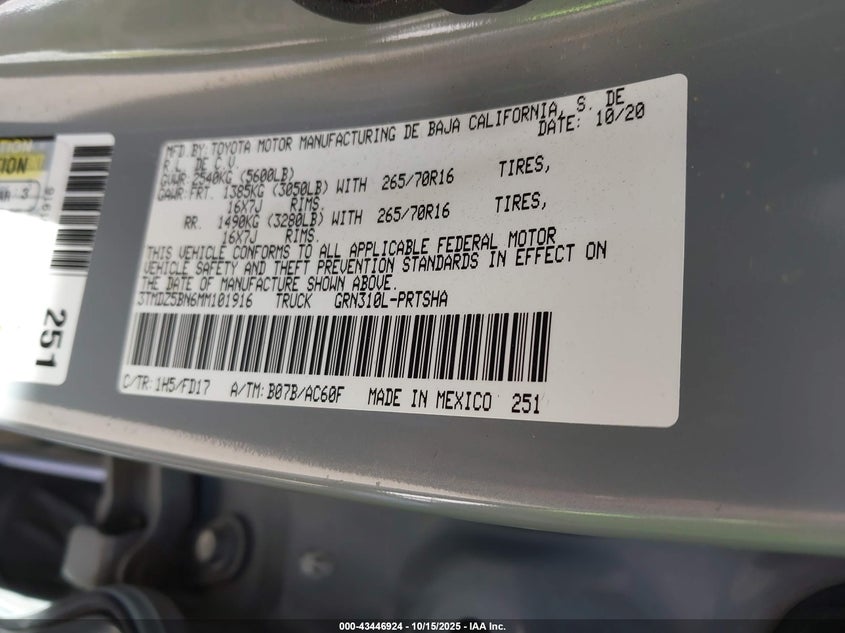 MFD.BY:TOYOTA MOTOR MANUFACTURING DE BAJA CALIFORNIA, S. DE
R.L. DE C.V. DATE: 10/20
GVWR 2540KG (5600LB)
GAWR:FRT. 1385KG (3050LB) WITH 265/70R16 TIRES,
16X7J RIMS,
RR. 1490KG (3280LB) WITH 265/70R16 TIRES,
16X7J RIMS.
THIS VEHICLE CONFORMS TO ALL APPLICABLE FEDERAL MOTOR
VEHICLE SAFETY AND THEFT PREVENTION STANDARDS IN EFFECT ON
THE DATE OF MANUFACTURE SHOWN ABOVE.
3TMDZ5BN6MM101916 TRUCK GRN310L-PRTSHA
C/TR: 1H5/FD17 A/TM: B07B/AC60F MADE IN MEXICO 251
251
000-43446924 - 10/15/2025 - IAA Inc.